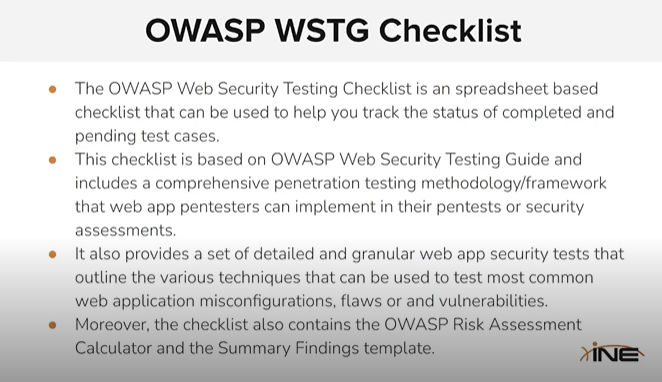 OWASP WSTG Checklist
● The OWASP Web Security Testing Checklist is an spreadsheet based
checklist that can be used to help you track the status of completed and
pending test cases.
● This checklist is based on OWASP Web Security Testing Guide and
includes a comprehensive penetration testing methodology/framework
that web app pentesters can implement in their pentests or security
assessments.
● It also provides a set of detailed and granular web app security tests that
outline the various techniques that can be used to test most common
web application misconfigurations, flaws or and vulnerabilities.
● Moreover, the checklist also contains the OWASP Risk Assessment
Calculator and the Summary Findings template.
INE